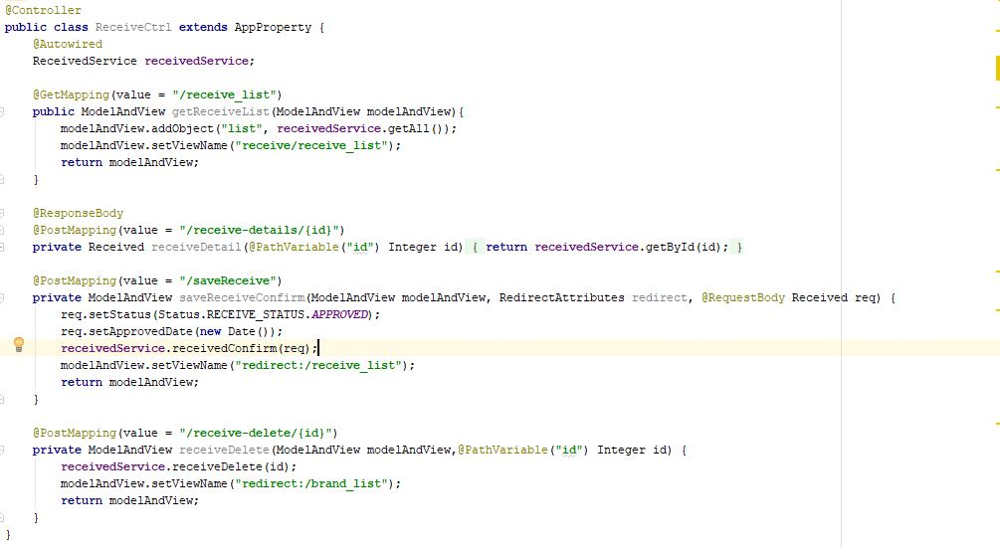 @Controller
public class ReceiveCtrl extends AppProperty {
    @Autowired
    ReceivedService receivedService;

    @GetMapping(value = "/receive_list")
    public ModelAndView getReceiveList(ModelAndView modelAndView){
        modelAndView.addObject("list", receivedService.getAll());
        modelAndView.setViewName("receive/receive_list");
        return modelAndView;
    }

    @ResponseBody
    @PostMapping(value = "/receive-details/{id}")
    private Received receiveDetail(@PathVariable("id") Integer id) { return receivedService.getById(id); }

    @PostMapping(value = "/saveReceive")
    private ModelAndView saveReceiveConfirm(ModelAndView modelAndView, RedirectAttributes redirect, @RequestBody Received req) {
        req.setStatus(Status.RECEIVE_STATUS.APPROVED);
        req.setApprovedDate(new Date());
        receivedService.receivedConfirm(req);
        modelAndView.setViewName("redirect:/receive_list");
        return modelAndView;
    }

    @PostMapping(value = "/receive-delete/{id}")
    private ModelAndView receiveDelete(ModelAndView modelAndView,@PathVariable("id") Integer id) {
        receivedService.receiveDelete(id);
        modelAndView.setViewName("redirect:/brand_list");
        return modelAndView;
    }
}